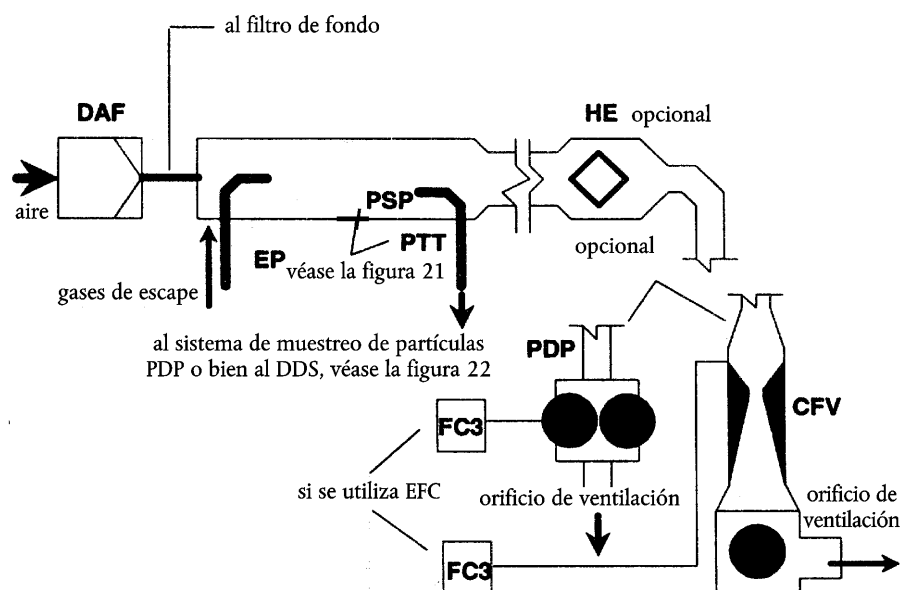 al filtro de fondo
DAF
HE opcional
aire
PSP
PTT
opcional
EP
véase la figura 21
gases de escape
al sistema de muestreo de partículas
PDP o bien al DDS, véase la figura 22
PDP
CFV
FC3
si se utiliza EFC
orificio de ventilación
orificio de
ventilación
FC3